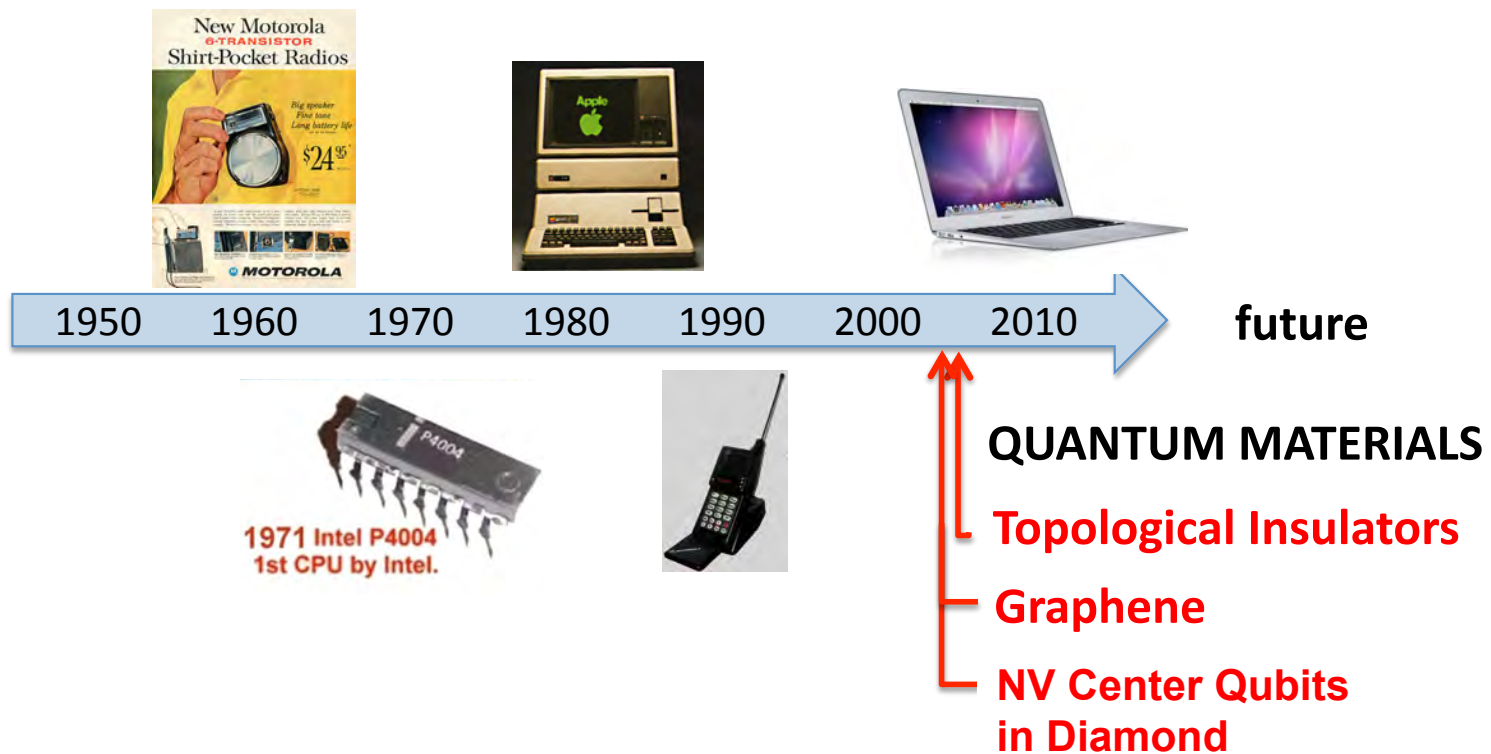 New Motorola
6-TRANSISTOR
Shirt-Pocket Radios
Big speaker
Fine tone
Long battery life
$24.95*
MOTOROLA
Apple
1950 1960 1970 1980 1990 2000 2010
future
P4004
1971 Intel P4004
1st CPU by Intel.
QUANTUM MATERIALS
Topological Insulators
Graphene
NV Center Qubits
in Diamond